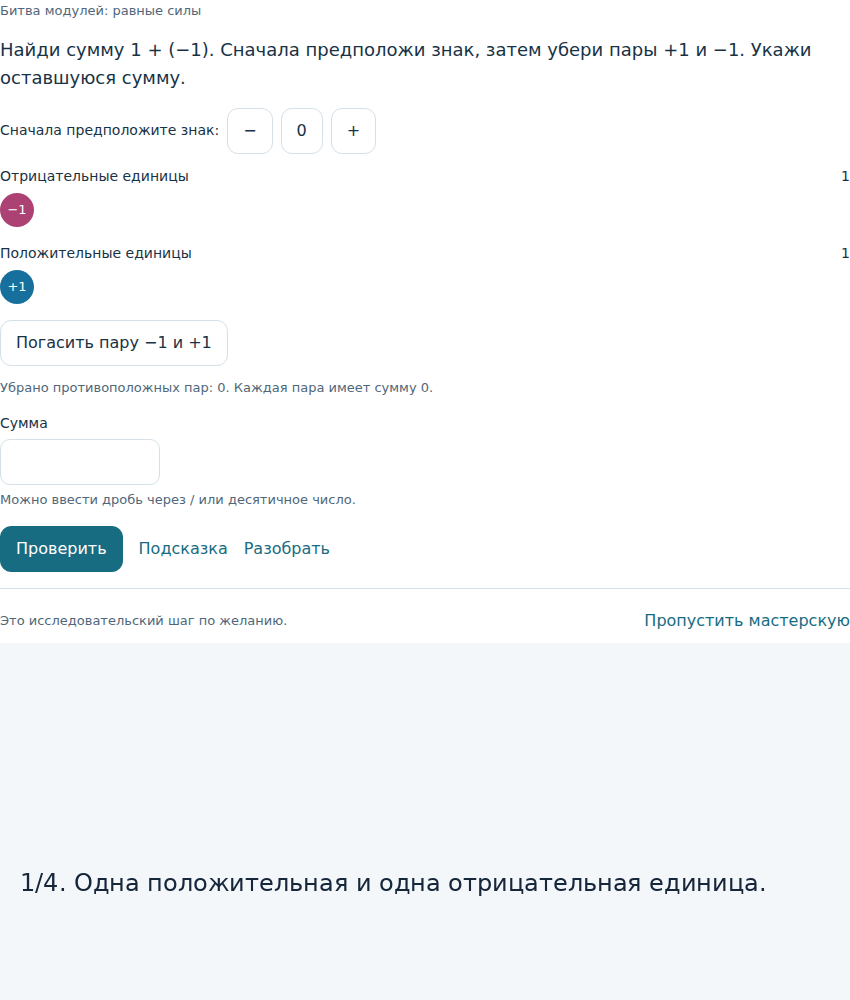 Битва модулей: равные силы
Найди сумму 1 + (−1). Сначала предположи знак, затем убери пары +1 и −1. Укажи
оставшуюся сумму.
Сначала предположите знак: − 0 +
Отрицательные единицы 1
−1
Положительные единицы 1
+1
Погасить пару −1 и +1
Убрано противоположных пар: 0. Каждая пара имеет сумму 0.
Сумма
Можно ввести дробь через / или десятичное число.
Проверить Подсказка Разобрать
Это исследовательский шаг по желанию. Пропустить мастерскую
1/4. Одна положительная и одна отрицательная единица.